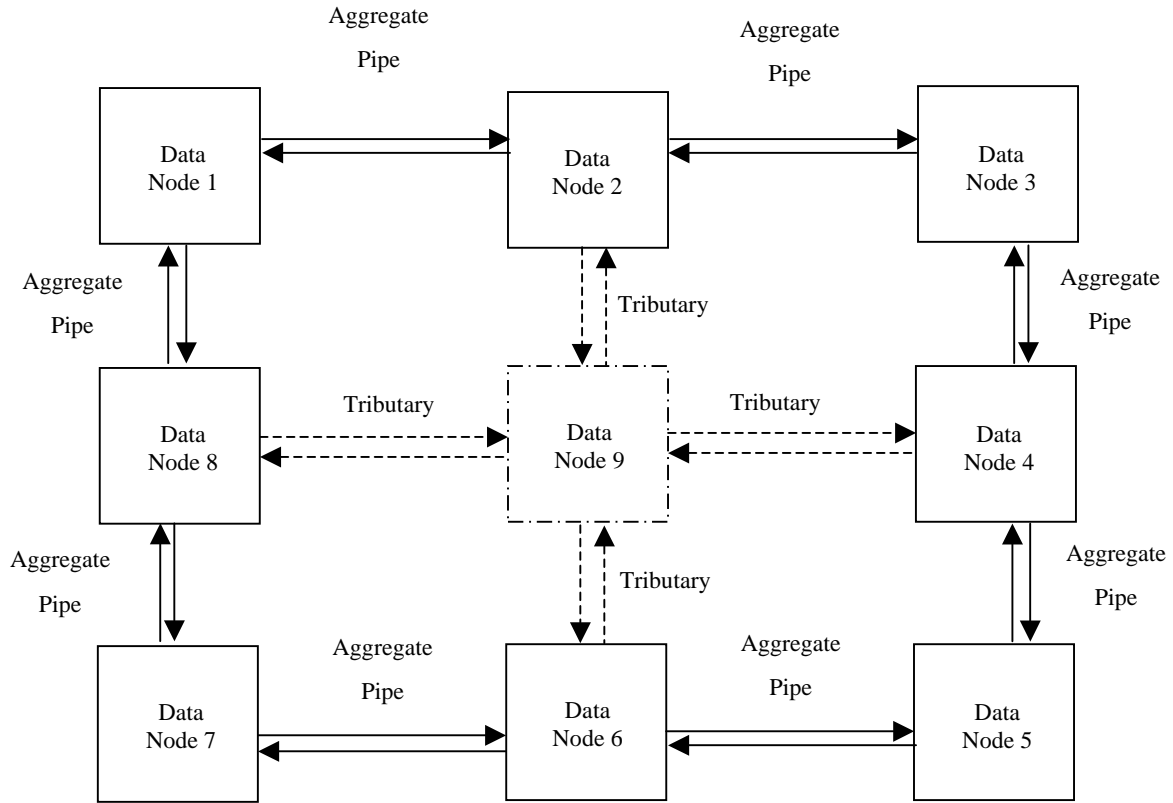 Aggregate
Pipe
Aggregate
Pipe
Data
Node 1
Data
Node 2
Data
Node 3
Aggregate
Pipe
Tributary
Aggregate
Pipe
Data
Node 8
Tributary
Data
Node 9
Tributary
Data
Node 4
Aggregate
Pipe
Tributary
Aggregate
Pipe
Data
Node 7
Aggregate
Pipe
Data
Node 6
Aggregate
Pipe
Data
Node 5